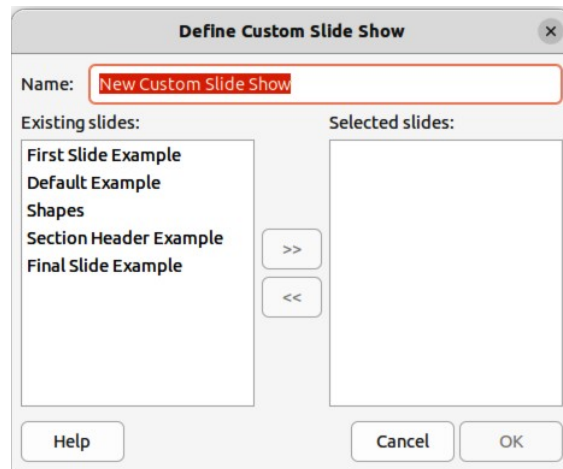 Define Custom Slide Show
Name: New Custom Slide Show
Existing slides:
Selected slides:
First Slide Example
Default Example
Shapes
Section Header Example
Final Slide Example
>>
<<
Help
Cancel
OK